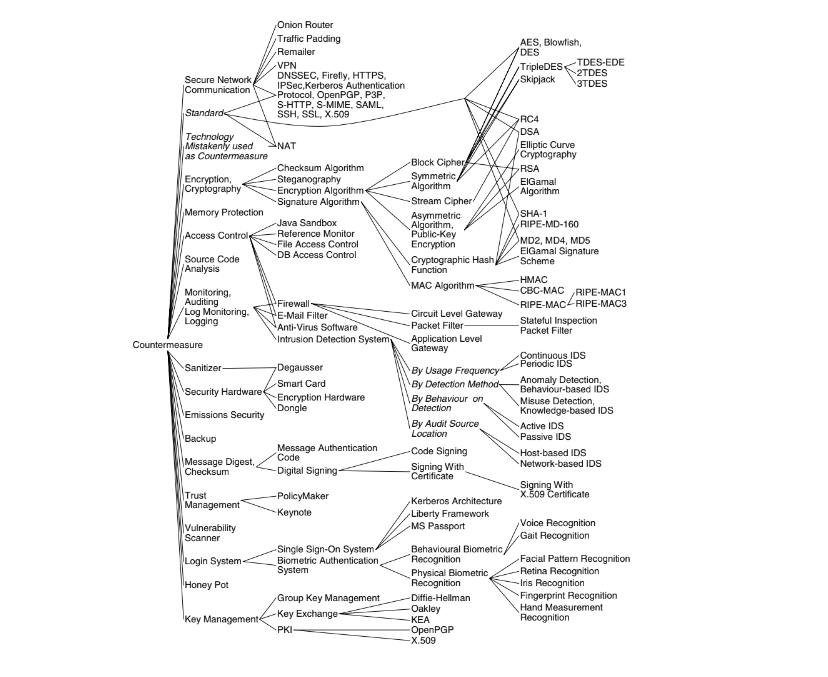 Countermeasure
Secure Network
Communication
Standard
Technology
Mistakenly used
as Countermeasure
Encryption,
Cryptography
Memory Protection
Access Control
Source Code
Analysis
Monitoring,
Auditing
Log Monitoring,
Logging
Sanitizer
Security Hardware
Emissions Security
Backup
Message Digest,
Checksum
Trust
Management
Vulnerability
Scanner
Login System
Honey Pot
Key Management
Onion Router
Traffic Padding
Remailer
VPN
DNSSEC, Firefly, HTTPS,
IPSec,Kerberos Authentication
Protocol, OpenPGP, P3P,
S-HTTP, S-MIME, SAML,
SSH, SSL, X.509
NAT
Checksum Algorithm
Steganography
Encryption Algorithm
Signature Algorithm
Java Sandbox
Reference Monitor
File Access Control
DB Access Control
Firewall
E-Mail Filter
Anti-Virus Software
Intrusion Detection System
Degausser
Smart Card
Encryption Hardware
Dongle
Message Authentication
Code
Digital Signing
PolicyMaker
Keynote
Single Sign-On System
Biometric Authentication
System
Group Key Management
Key Exchange
PKI
Block Cipher
Symmetric
Algorithm
Stream Cipher
Asymmetric
Algorithm,
Public-Key
Encryption
Cryptographic Hash
Function
MAC Algorithm
Circuit Level Gateway
Packet Filter
Application Level
Gateway
By Usage Frequency
By Detection Method
By Behaviour on
Detection
By Audit Source
Location
Code Signing
Signing With
Certificate
Kerberos Architecture
Liberty Framework
MS Passport
Behavioural Biometric
Recognition
Physical Biometric
Recognition
Diffie-Hellman
Oakley
KEA
OpenPGP
X.509
AES, Blowfish,
DES
TripleDES
Skipjack
RC4
DSA
Elliptic Curve
Cryptography
RSA
ElGamal
Algorithm
SHA-1
RIPE-MD-160
MD2, MD4, MD5
ElGamal Signature
Scheme
HMAC
CBC-MAC
RIPE-MAC
Stateful Inspection
Packet Filter
Continuous IDS
Periodic IDS
Anomaly Detection,
Behaviour-based IDS
Misuse Detection,
Knowledge-based IDS
Active IDS
Passive IDS
Host-based IDS
Network-based IDS
Signing With
X.509 Certificate
Voice Recognition
Gait Recognition
Facial Pattern Recognition
Retina Recognition
Iris Recognition
Fingerprint Recognition
Hand Measurement
Recognition
TDES-EDE
2TDES
3TDES
RIPE-MAC1
RIPE-MAC3